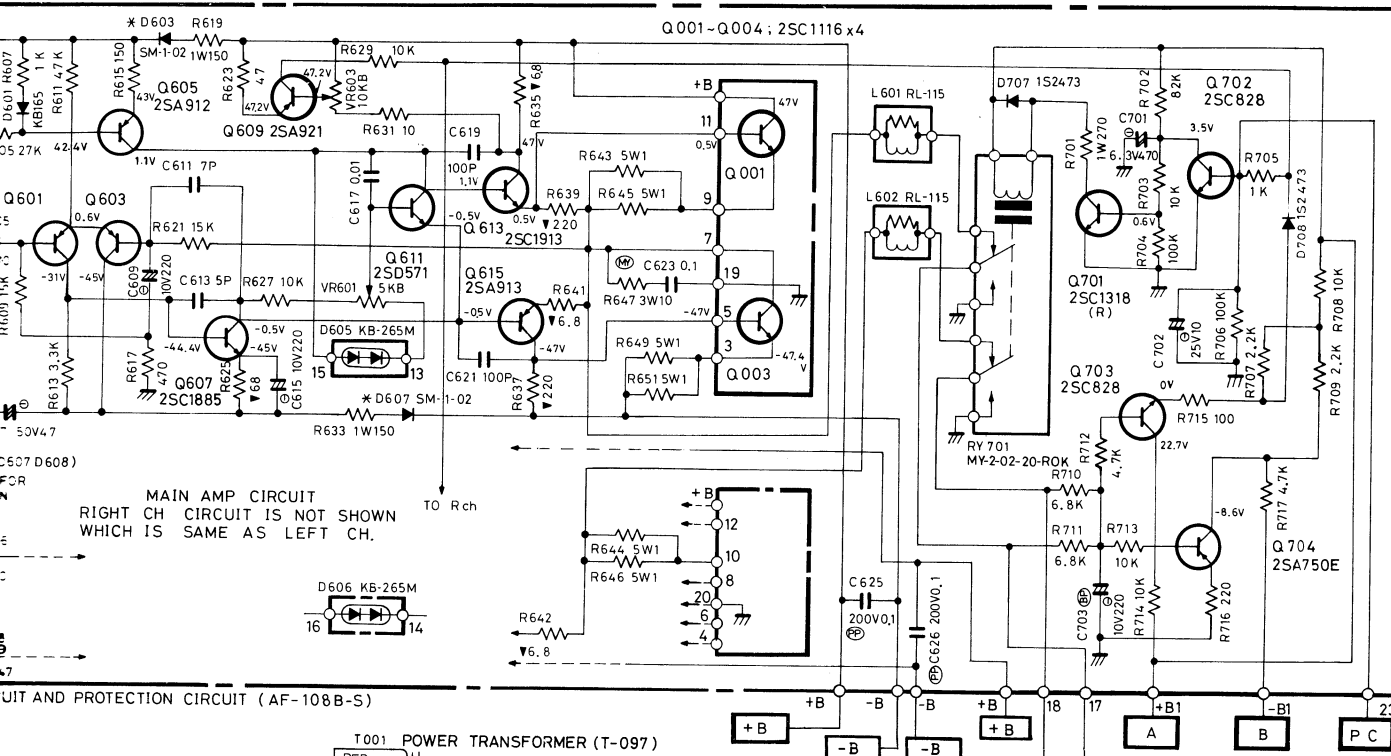 Q001~Q004 ; 2SC1116 x4
* D603
SM-1-02
R619
1W150
R607
1K
D601
KB165
R611 47K
R615 150
43V
Q605
2SA912
42.4V
1.1V
05 27K
R623
47
47.2V
Q609 2SA921
47.2V
VR603
10KB
R629 10K
R631 10
C619
100P
1.1V
R635 ▼6.8
47V
C617 0.01
-0.5V
0.5V
Q613
2SC1913
R639
▼220
Q611
2SD571
C611 7P
Q601
0.6V
Q603
-31V
-45V
R621 15K
C609
10V220
C613 5P
R627 10K
VR601 5KB
D605 KB-265M
15
13
R613 3.3K
R617
470
-44.4V
-0.5V
-45V
Q607
2SC1885
R625
▼68
C615 10V220
* D607 SM-1-02
R633 1W150
50V47
Q615
2SA913
-05V
-47V
R641
▼6.8
C621 100P
R637
▼220
R643 5W1
R645 5W1
MY
C623 0.1
R647 3W10
R649 5W1
R651 5W1
+B
11
0.5V
9
7
19
5
-47V
3
47V
Q001
-47.4
V
Q003
L601 RL-115
L602 RL-115
D707 1S2473
RY 701
MY-2-02-20-ROK
R701
1W270
R702
82K
C701
6.3V470
R703
10K
0.6V
R704
100K
Q701
2SC1318
(R)
Q702
2SC828
3.5V
R705
1K
D708 1S2473
C702
25V10
R706 100K
R707 2.2K
R708 10K
R709 2.2K
Q703
2SC828
0V
R715 100
22.7V
R712
4.7K
R710
6.8K
R711
6.8K
R713
10K
C703 BP
10V220
R714 10K
-8.6V
R716 220
R717 4.7K
Q704
2SA750E
C607 D608)
MAIN AMP CIRCUIT
RIGHT CH CIRCUIT IS NOT SHOWN
WHICH IS SAME AS LEFT CH.
TO Rch
D606 KB-265M
16
14
R644 5W1
R646 5W1
R642
▼6.8
+B
12
10
8
20
6
4
C625
200V0.1
PP
C626 200V0.1
PP
UIT AND PROTECTION CIRCUIT (AF-108B-S)
+B
-B
-B
+B
18
17
+B1
-B1
23
+B
-B
-B
+B
A
B
PC
T001 POWER TRANSFORMER (T-097)